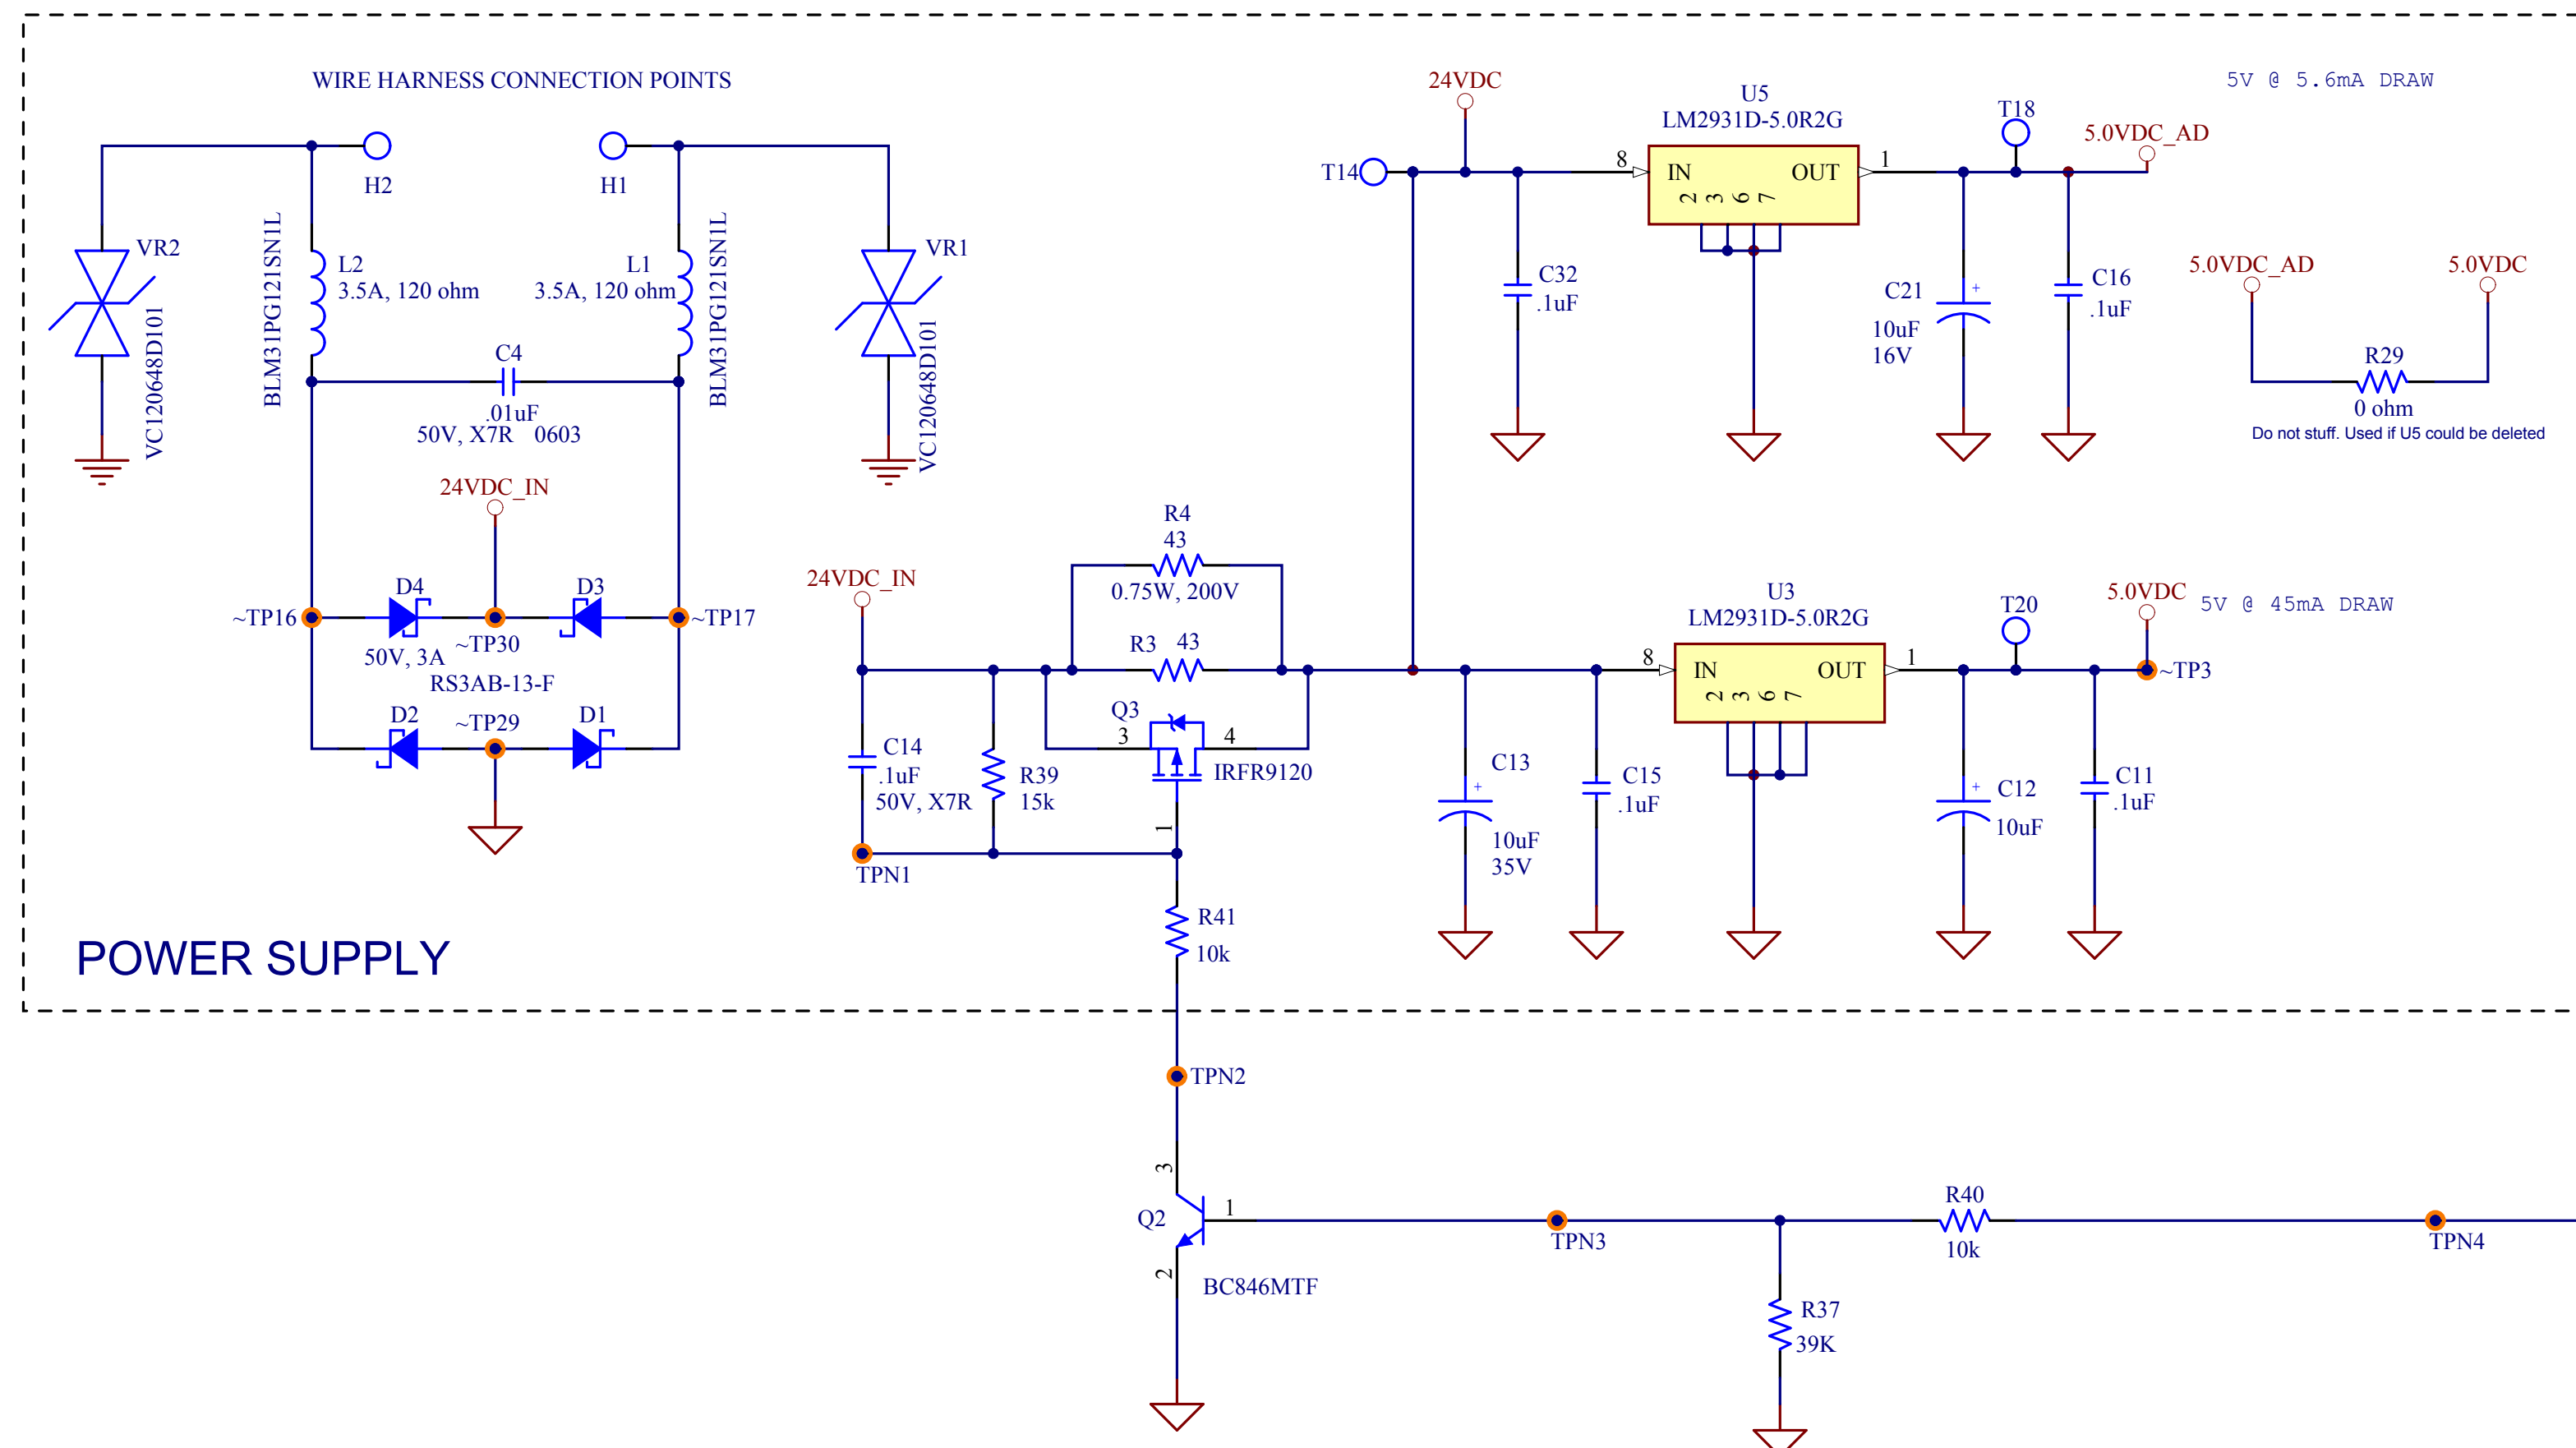 WIRE HARNESS CONNECTION POINTS
H2
H1
VR2
VC120648D101
BLM31PG121SN1L
L2
3.5A, 120 ohm
L1
3.5A, 120 ohm
BLM31PG121SN1L
VR1
VC120648D101
C4
.01uF
50V, X7R 0603
24VDC_IN
D4
D3
~TP16
~TP17
~TP30
50V, 3A
RS3AB-13-F
D2
~TP29
D1
POWER SUPPLY
24VDC_IN
R4
43
0.75W, 200V
R3 43
Q3
3
4
1
IRFR9120
C14
.1uF
50V, X7R
R39
15k
TPN1
R41
10k
TPN2
24VDC
T14
C32
.1uF
U5
LM2931D-5.0R2G
8
IN
OUT
1
2 3 6 7
T18
5V @ 5.6mA DRAW
5.0VDC_AD
C21
10uF
16V
C16
.1uF
5.0VDC_AD
5.0VDC
R29
0 ohm
Do not stuff. Used if U5 could be deleted
U3
LM2931D-5.0R2G
8
IN
OUT
1
2 3 6 7
T20
5.0VDC
5V @ 45mA DRAW
~TP3
C13
10uF
35V
C15
.1uF
C12
10uF
C11
.1uF
3
Q2
1
2
BC846MTF
TPN3
R40
10k
TPN4
R37
39K